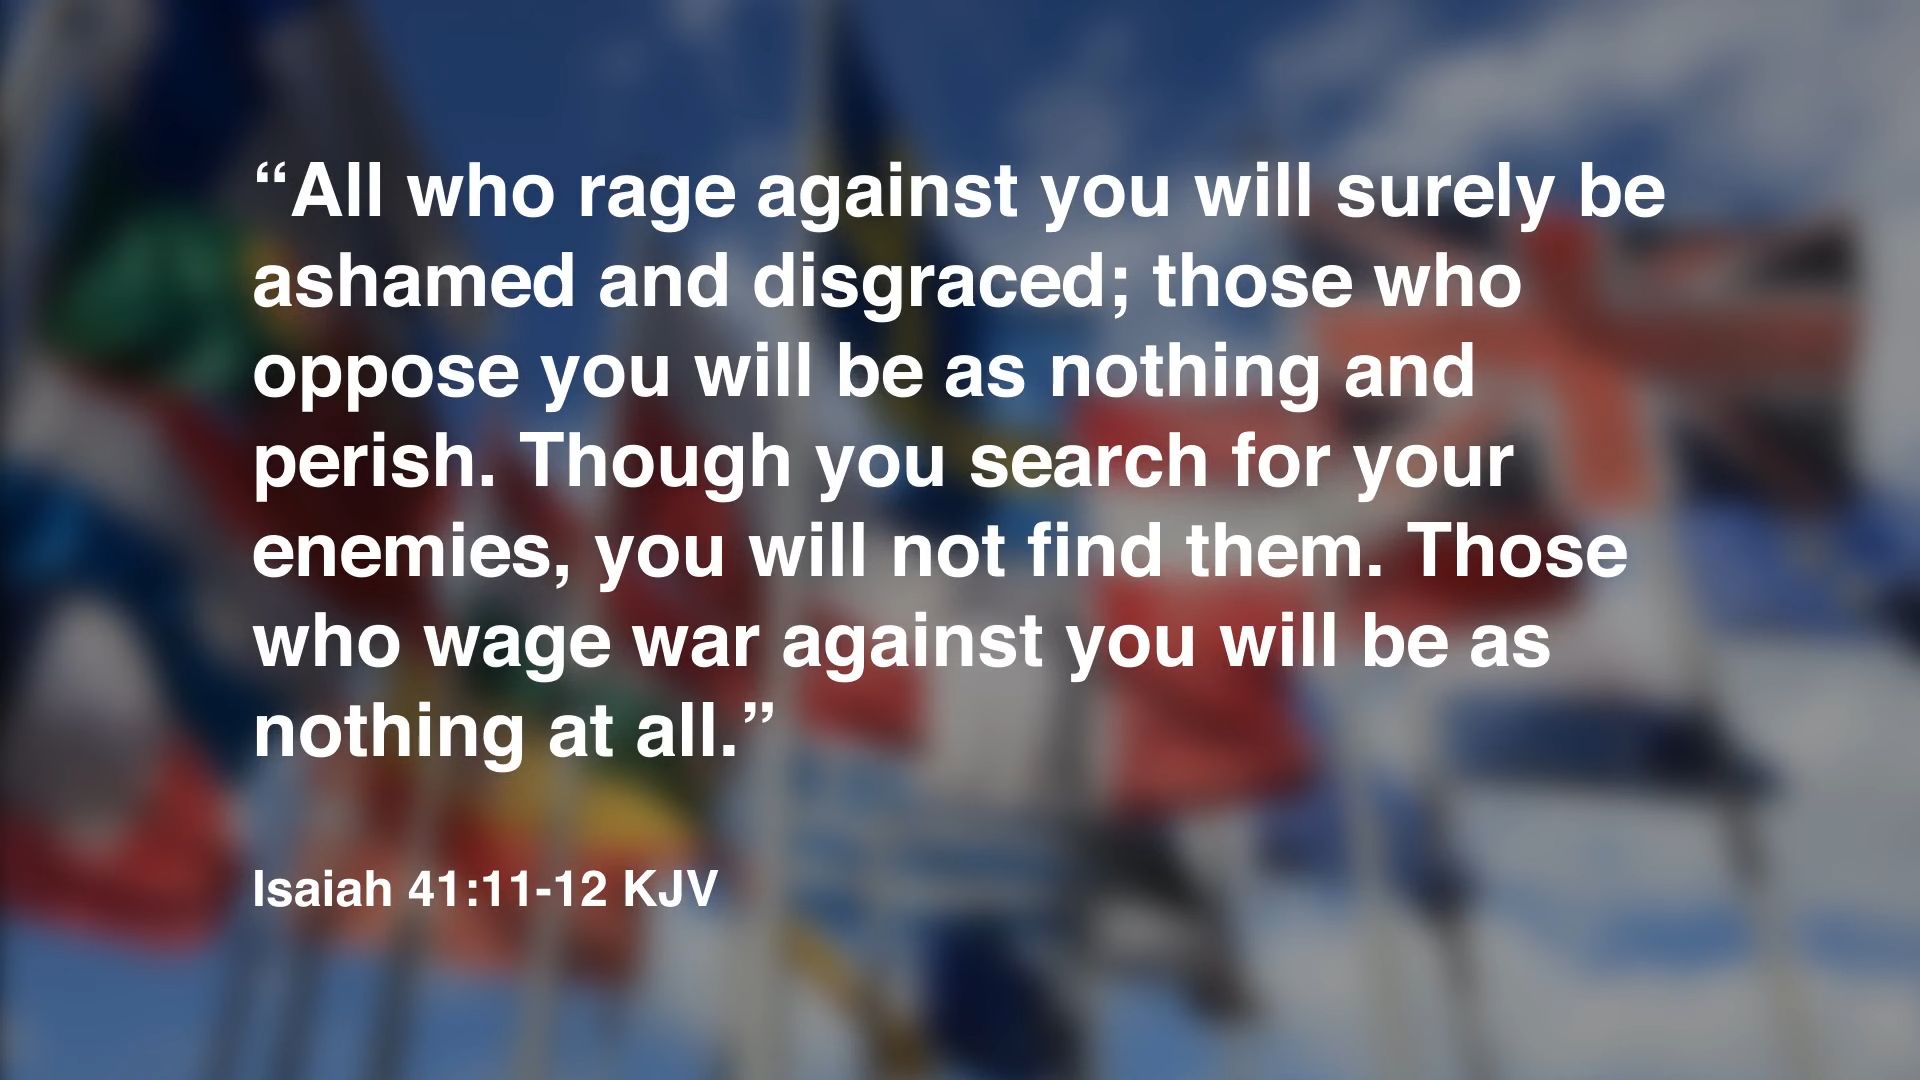 “All who rage against you will surely be
ashamed and disgraced; those who
oppose you will be as nothing and
perish. Though you search for your
enemies, you will not find them. Those
who wage war against you will be as
nothing at all.”
Isaiah 41:11-12 KJV